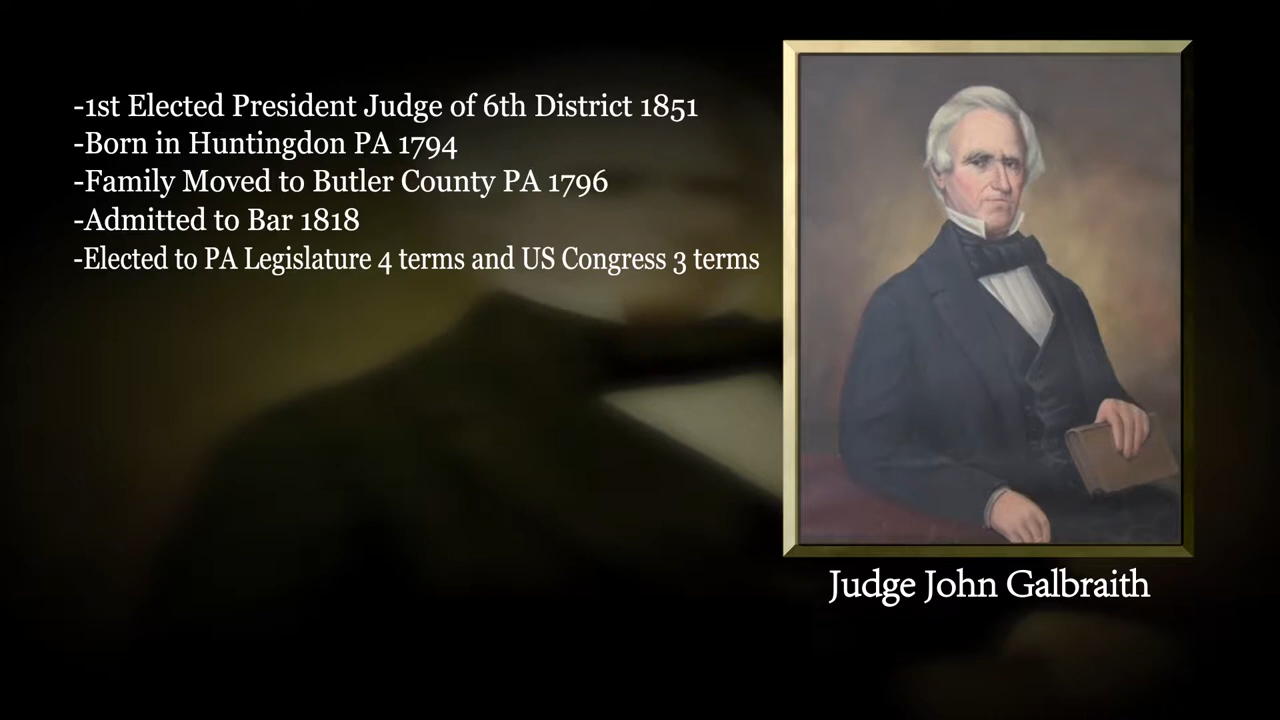 -1st Elected President Judge of 6th District 1851
-Born in Huntingdon PA 1794
-Family Moved to Butler County PA 1796
-Admitted to Bar 1818
-Elected to PA Legislature 4 terms and US Congress 3 terms
Judge John Galbraith